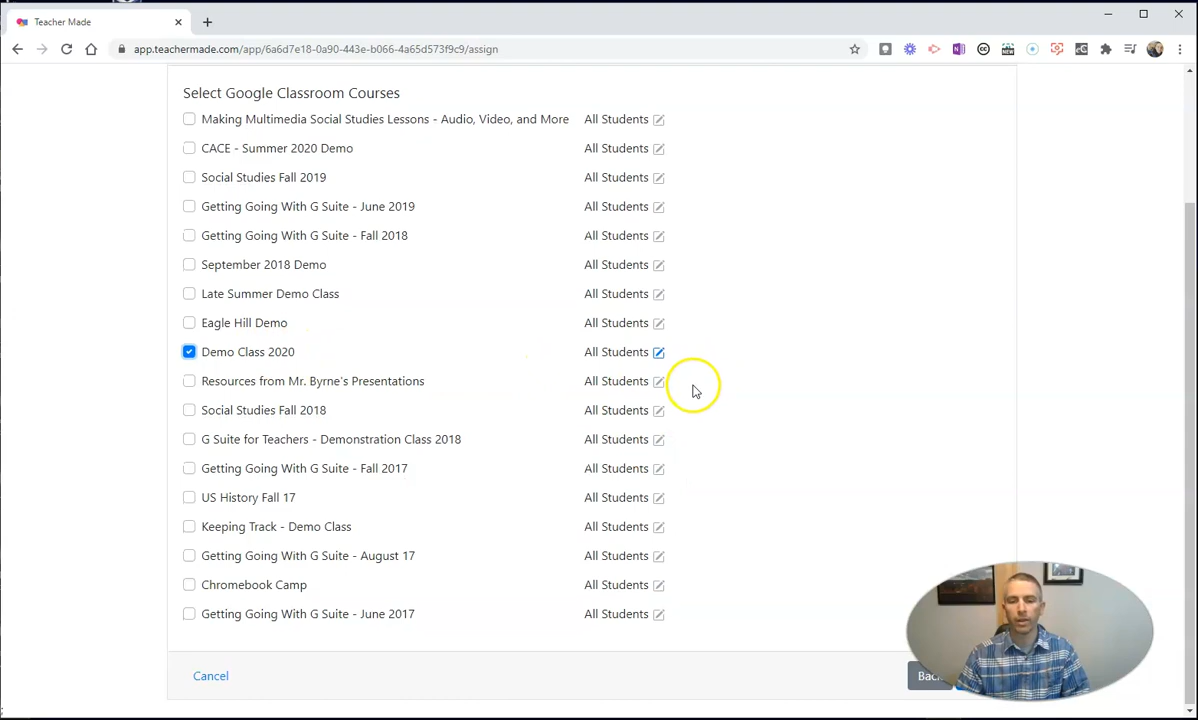 Teacher Made
app.teachermade.com/app/6a6d7e18-0a90-443e-b066-4a65d573f9c9/assign
Select Google Classroom Courses
Making Multimedia Social Studies Lessons - Audio, Video, and More All Students
CACE - Summer 2020 Demo All Students
Social Studies Fall 2019 All Students
Getting Going With G Suite - June 2019 All Students
Getting Going With G Suite - Fall 2018 All Students
September 2018 Demo All Students
Late Summer Demo Class All Students
Eagle Hill Demo All Students
Demo Class 2020 All Students
Resources from Mr. Byrne's Presentations All Students
Social Studies Fall 2018 All Students
G Suite for Teachers - Demonstration Class 2018 All Students
Getting Going With G Suite - Fall 2017 All Students
US History Fall 17 All Students
Keeping Track - Demo Class All Students
Getting Going With G Suite - August 17 All Students
Chromebook Camp All Students
Getting Going With G Suite - June 2017 All Students
Cancel